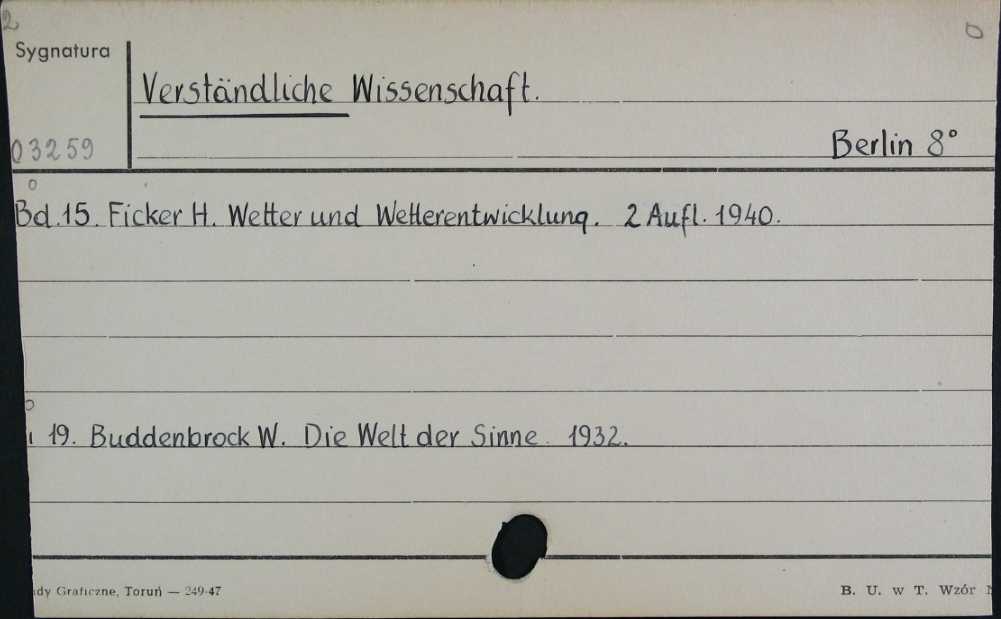 2
Sygnatura
Verständliche Wissenschaft.
03259
Berlin 8°
Bd. 15. Ficker H. Wetter und Wetterentwicklung. 2 Aufl. 1940.
19. Buddenbrock W. Die Welt der Sinne. 1932.
Graficzne, Toruń — 249-47
B. U. w T. Wzór